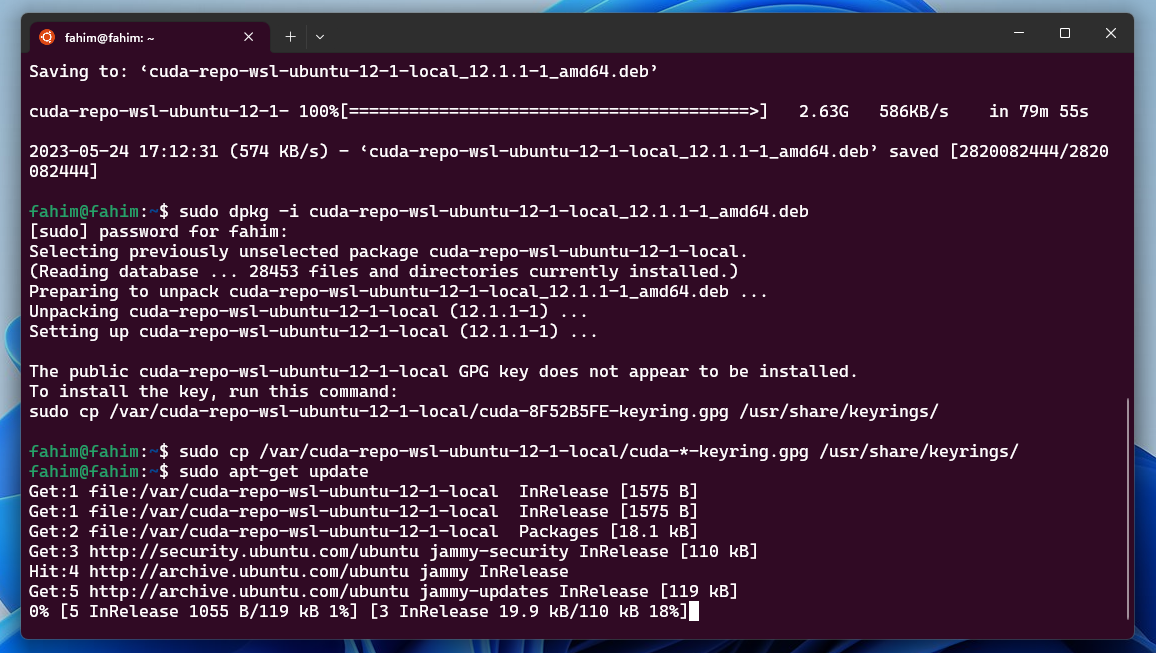 fahim@fahim: ~
Saving to: ‘cuda-repo-wsl-ubuntu-12-1-local_12.1.1-1_amd64.deb’
cuda-repo-wsl-ubuntu-12-1- 100%[========================================>]   2.63G   586KB/s    in 79m 55s
2023-05-24 17:12:31 (574 KB/s) - ‘cuda-repo-wsl-ubuntu-12-1-local_12.1.1-1_amd64.deb’ saved [2820082444/2820
082444]
fahim@fahim:~$ sudo dpkg -i cuda-repo-wsl-ubuntu-12-1-local_12.1.1-1_amd64.deb
[sudo] password for fahim:
Selecting previously unselected package cuda-repo-wsl-ubuntu-12-1-local.
(Reading database ... 28453 files and directories currently installed.)
Preparing to unpack cuda-repo-wsl-ubuntu-12-1-local_12.1.1-1_amd64.deb ...
Unpacking cuda-repo-wsl-ubuntu-12-1-local (12.1.1-1) ...
Setting up cuda-repo-wsl-ubuntu-12-1-local (12.1.1-1) ...
The public cuda-repo-wsl-ubuntu-12-1-local GPG key does not appear to be installed.
To install the key, run this command:
sudo cp /var/cuda-repo-wsl-ubuntu-12-1-local/cuda-8F52B5FE-keyring.gpg /usr/share/keyrings/
fahim@fahim:~$ sudo cp /var/cuda-repo-wsl-ubuntu-12-1-local/cuda-*-keyring.gpg /usr/share/keyrings/
fahim@fahim:~$ sudo apt-get update
Get:1 file:/var/cuda-repo-wsl-ubuntu-12-1-local  InRelease [1575 B]
Get:1 file:/var/cuda-repo-wsl-ubuntu-12-1-local  InRelease [1575 B]
Get:2 file:/var/cuda-repo-wsl-ubuntu-12-1-local  Packages [18.1 kB]
Get:3 http://security.ubuntu.com/ubuntu jammy-security InRelease [110 kB]
Hit:4 http://archive.ubuntu.com/ubuntu jammy InRelease
Get:5 http://archive.ubuntu.com/ubuntu jammy-updates InRelease [119 kB]
0% [5 InRelease 1055 B/119 kB 1%] [3 InRelease 19.9 kB/110 kB 18%]